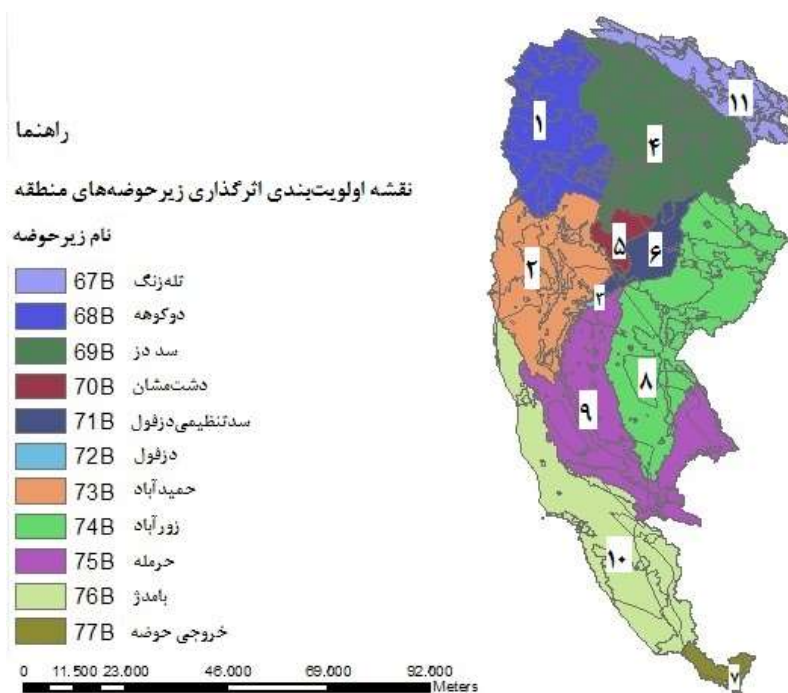 راهنما
نقشه اولویت‌بندی اثرگذاری زیرحوضه‌های منطقه
نام زیرحوضه
67B تله‌زنگ
68B دوکوهه
69B سد دز
70B دشت‌مشان
71B سدتنظیمی‌دزفول
72B دزفول
73B حمیدآباد
74B زورآباد
75B حرمله
76B بامدژ
77B خروجی حوضه
0 11.500 23.000 46.000 69.000 92.000
Meters
۱۱
۱
۴
۵
۶
۲
۳
۸
۹
۱۰
۷